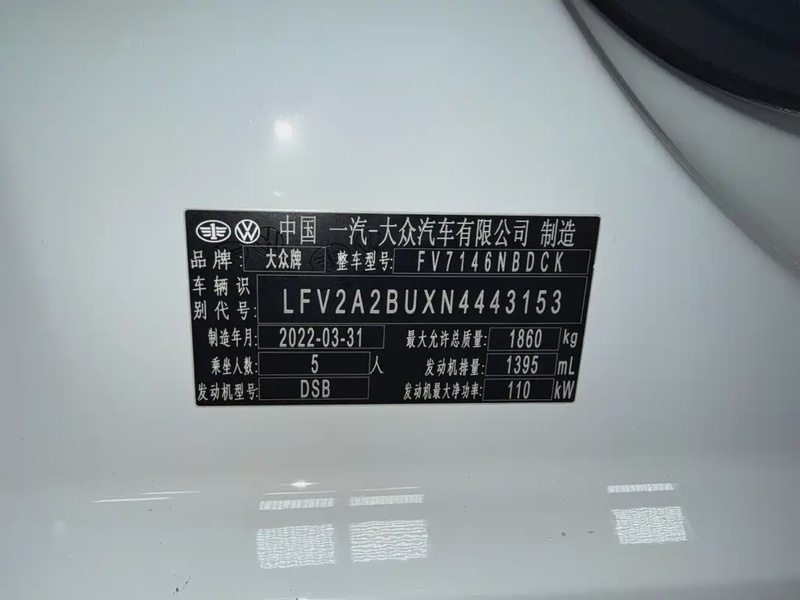 中国 一汽-大众汽车有限公司 制造
品牌: 大众牌 整车型号: FV7146NBDCK
车辆识别代号: LFV2A2BUXN4443153
制造年月: 2022-03-31 最大允许总质量: 1860 kg
乘坐人数: 5 人 发动机排量: 1395 mL
发动机型号: DSB 发动机最大净功率: 110 kW